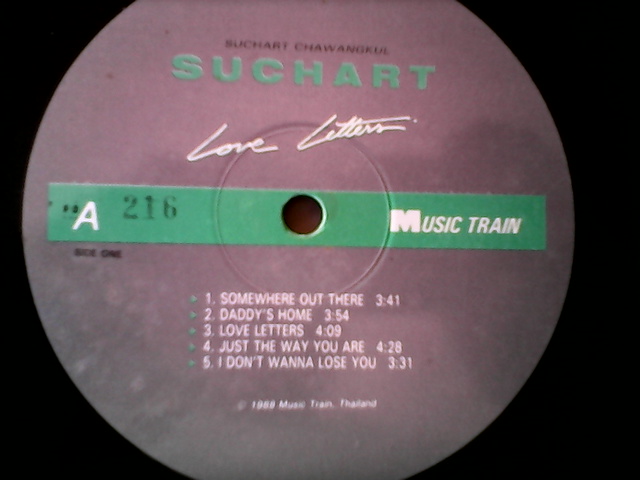 SUCHART CHAWANGKUL
SUCHART
Love Letters
A 216 MUSIC TRAIN
SIDE ONE
1. SOMEWHERE OUT THERE 3:41
2. DADDY'S HOME 3:54
3. LOVE LETTERS 4:09
4. JUST THE WAY YOU ARE 4:28
5. I DON'T WANNA LOSE YOU 3:31
© 1988 Music Train. Thailand